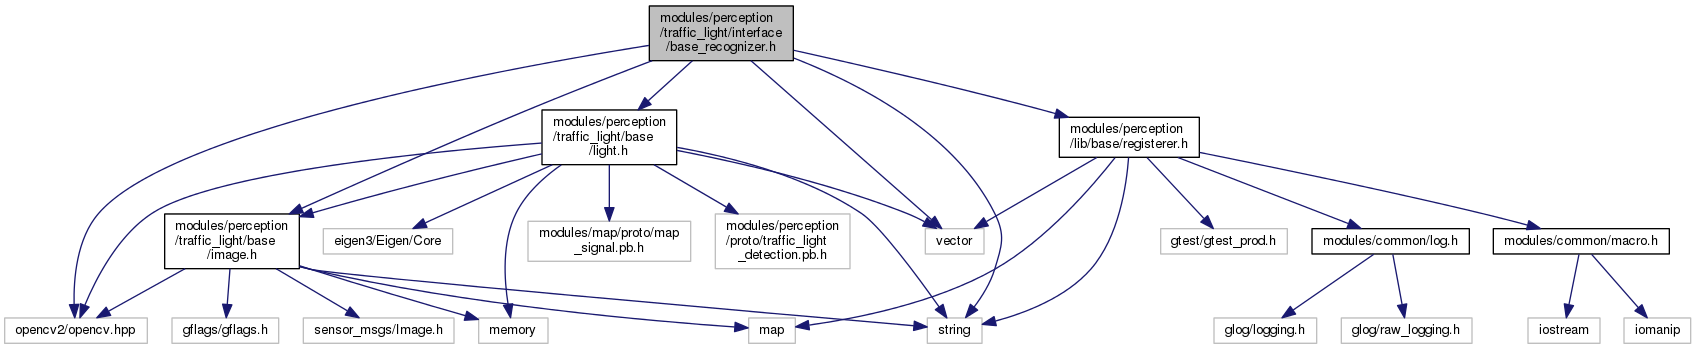 modules/perception
/traffic_light/interface
/base_recognizer.h
modules/perception
/traffic_light/base
/light.h
modules/perception
/lib/base/registerer.h
modules/perception
/traffic_light/base
/image.h
eigen3/Eigen/Core
modules/map/proto/map
_signal.pb.h
modules/perception
/proto/traffic_light
_detection.pb.h
vector
gtest/gtest_prod.h
modules/common/log.h
modules/common/macro.h
opencv2/opencv.hpp
gflags/gflags.h
sensor_msgs/Image.h
memory
map
string
glog/logging.h
glog/raw_logging.h
iostream
iomanip